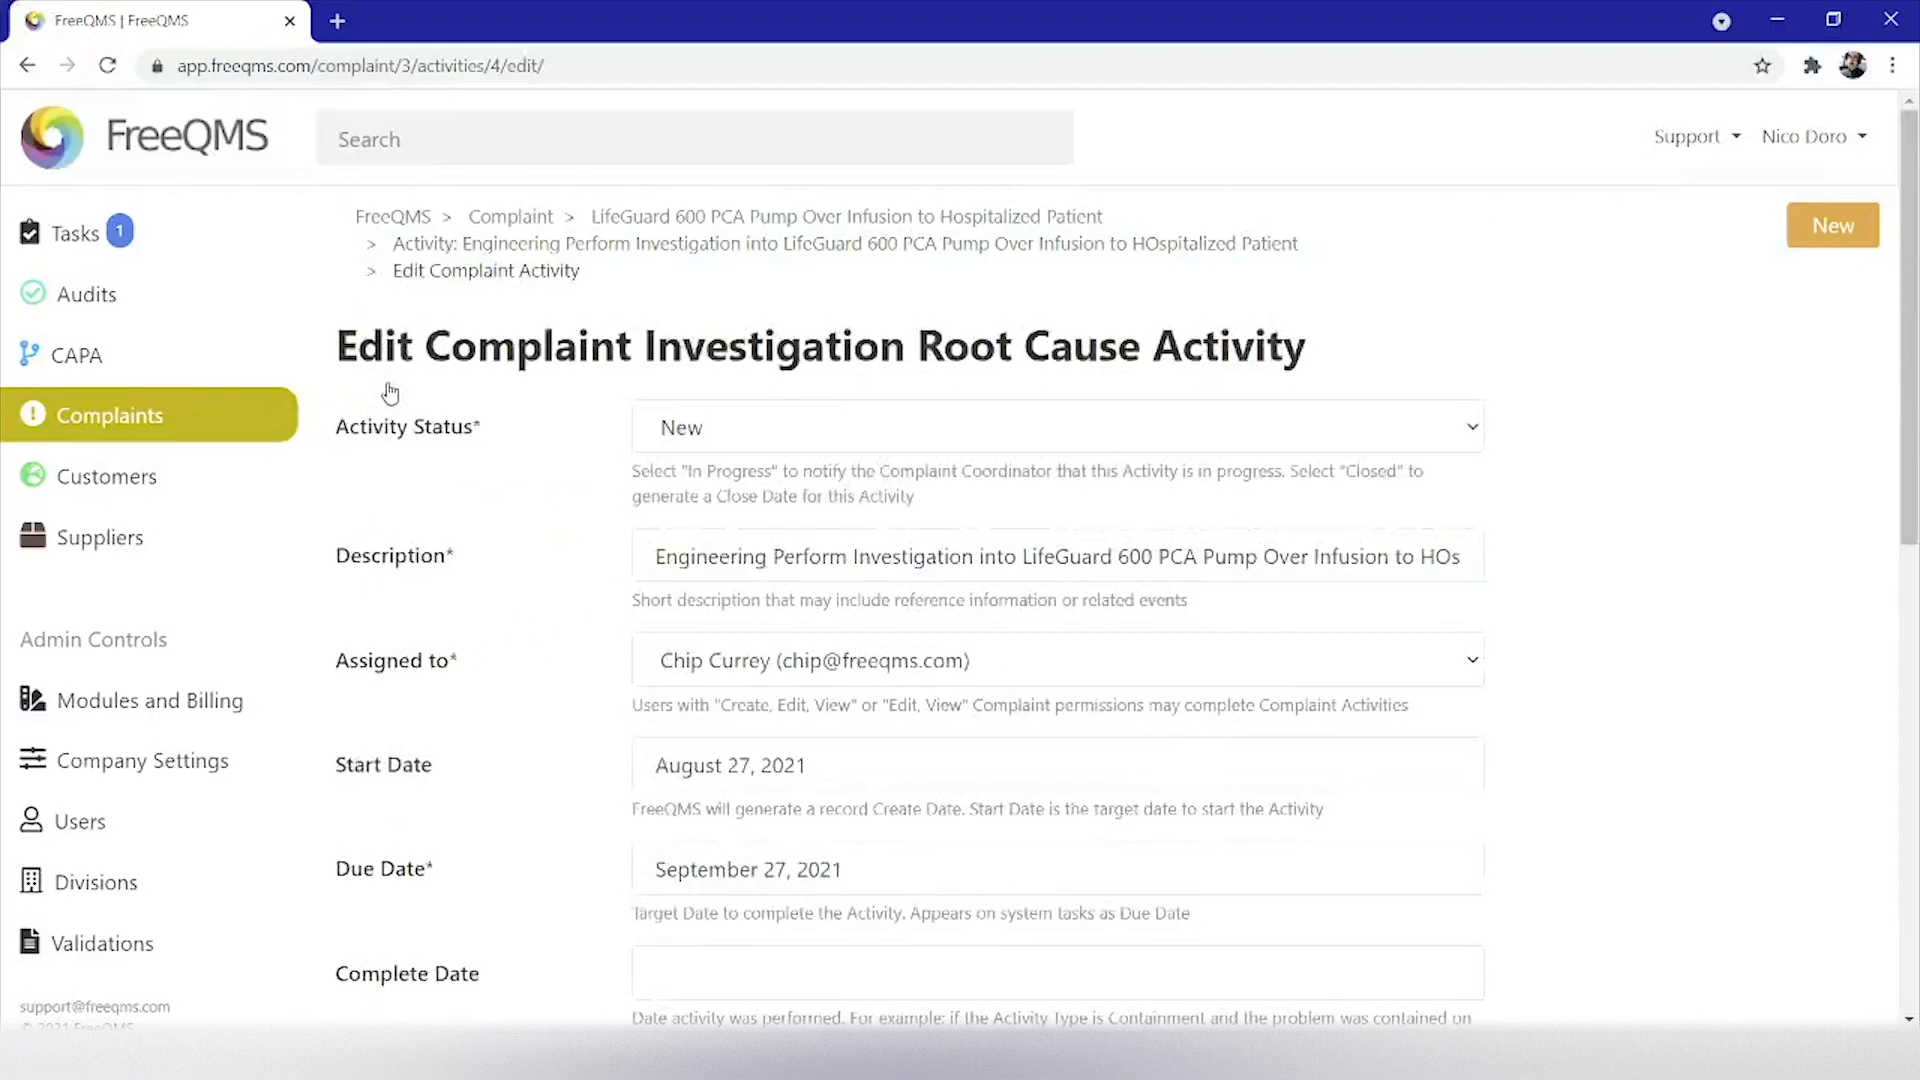 FreeQMS | FreeQMS
app.freeqms.com/complaint/3/activities/4/edit/
FreeQMS
Search
Support
Nico Doro
Tasks 1
Audits
CAPA
Complaints
Customers
Suppliers
Admin Controls
Modules and Billing
Company Settings
Users
Divisions
Validations
support@freeqms.com
© 2021 FreeQMS
FreeQMS > Complaint > LifeGuard 600 PCA Pump Over Infusion to Hospitalized Patient
> Activity: Engineering Perform Investigation into LifeGuard 600 PCA Pump Over Infusion to HOspitalized Patient
> Edit Complaint Activity
New
Edit Complaint Investigation Root Cause Activity
Activity Status*
New
Select "In Progress" to notify the Complaint Coordinator that this Activity is in progress. Select "Closed" to
generate a Close Date for this Activity
Description*
Engineering Perform Investigation into LifeGuard 600 PCA Pump Over Infusion to HOs
Short description that may include reference information or related events
Assigned to*
Chip Currey (chip@freeqms.com)
Users with "Create, Edit, View" or "Edit, View" Complaint permissions may complete Complaint Activities
Start Date
August 27, 2021
FreeQMS will generate a record Create Date. Start Date is the target date to start the Activity
Due Date*
September 27, 2021
Target Date to complete the Activity. Appears on system tasks as Due Date
Complete Date
Date activity was performed. For example: if the Activity Type is Containment and the problem was contained on